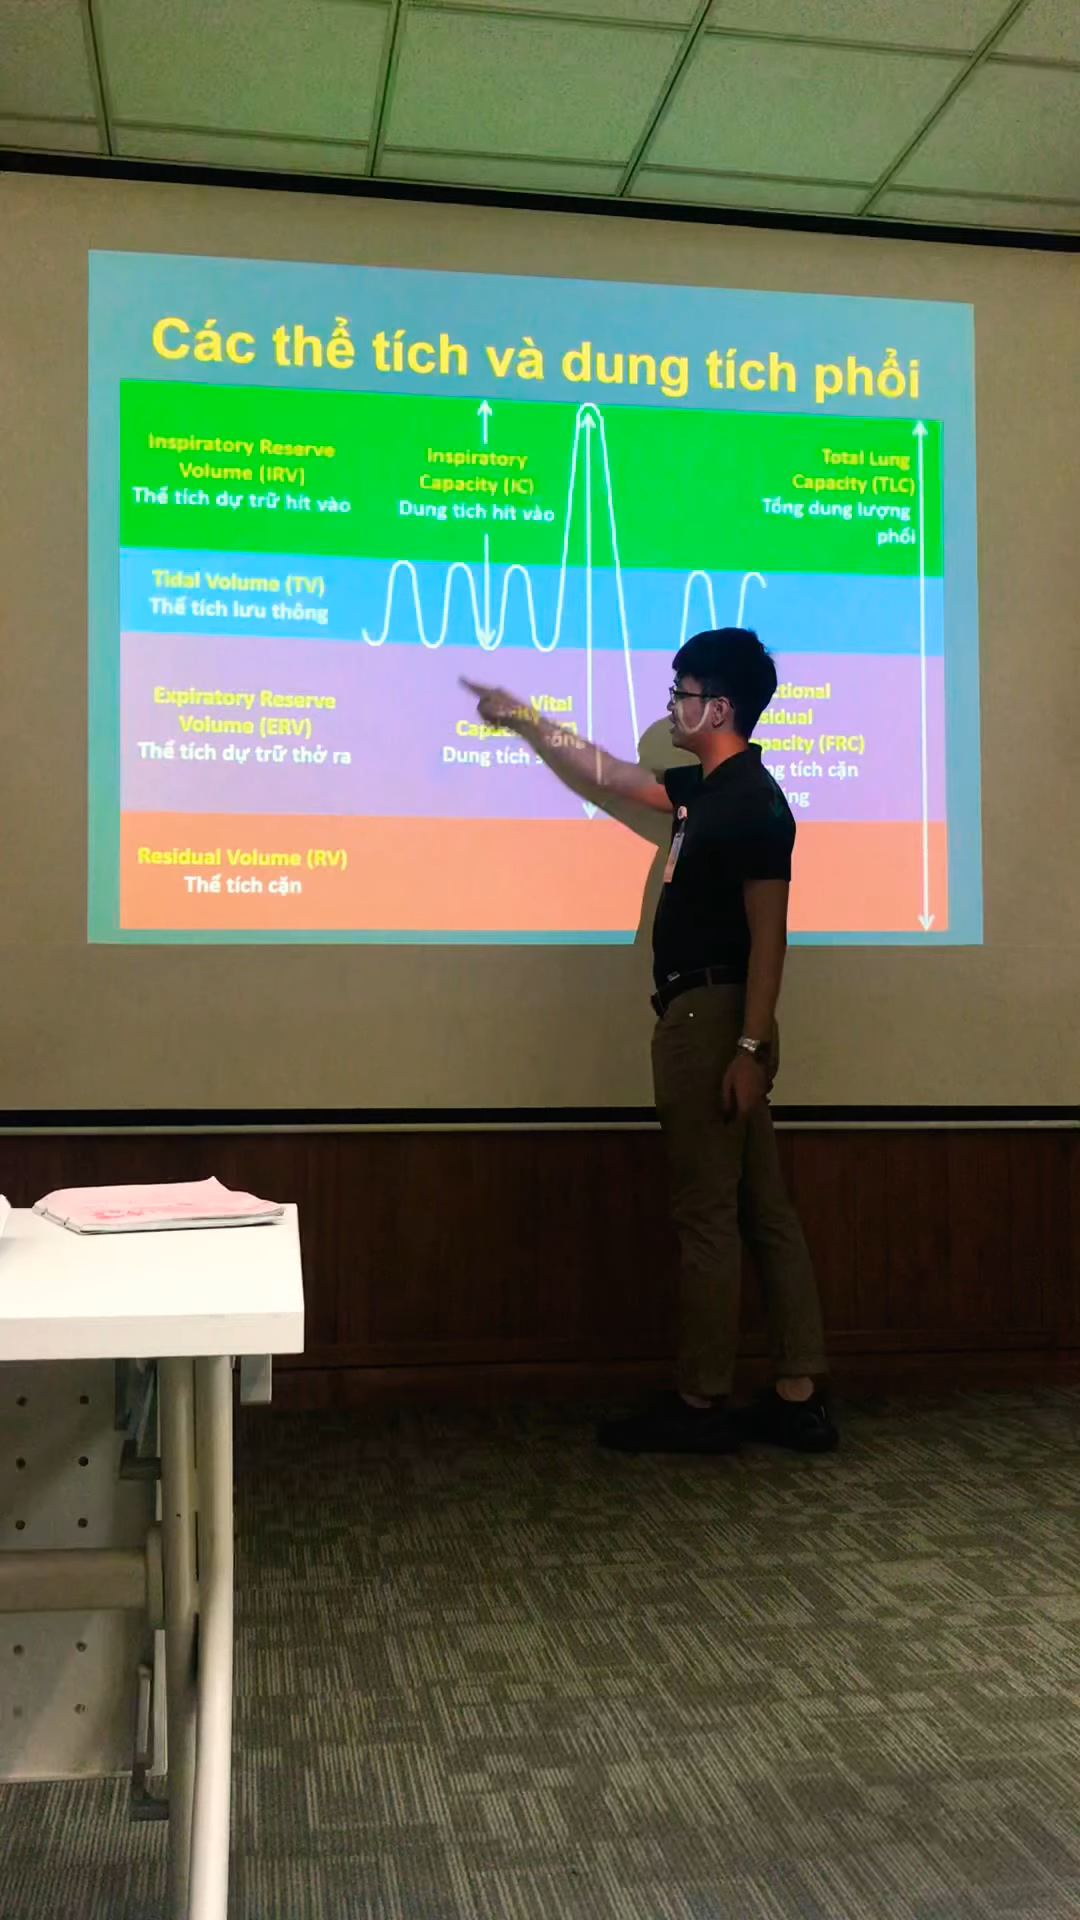 Các thể tích và dung tích phổi
Inspiratory Reserve
Volume (IRV)
Thể tích dự trữ hít vào
Inspiratory
Capacity (IC)
Dung tích hít vào
Total Lung
Capacity (TLC)
Tổng dung lượng
phổi
Tidal Volume (TV)
Thể tích lưu thông
Expiratory Reserve
Volume (ERV)
Thể tích dự trữ thở ra
Vital
Dung tích
ctional
sidual
pacity (FRC)
tích cặn
Residual Volume (RV)
Thể tích cặn